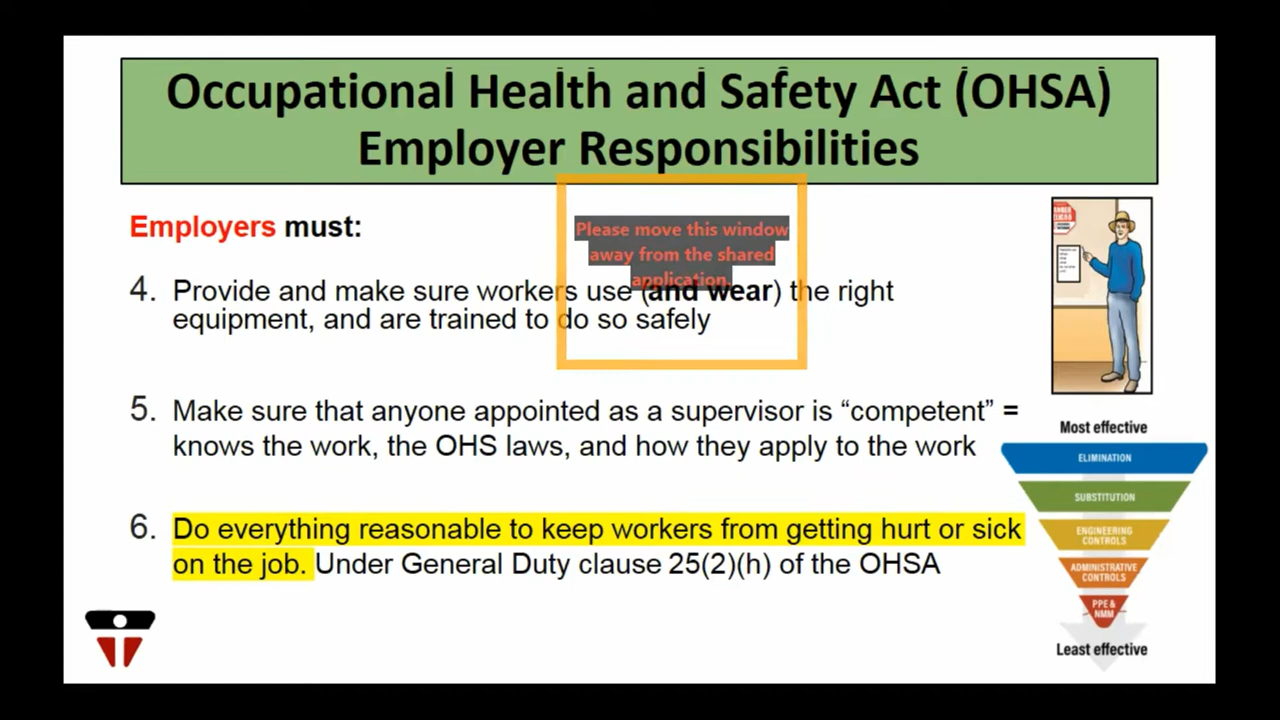 Occupational Health and Safety Act (OHSA)
Employer Responsibilities
Employers must:
Please move this window
away from the shared
application.
4. Provide and make sure workers use (and wear) the right
equipment, and are trained to do so safely
5. Make sure that anyone appointed as a supervisor is “competent” =
knows the work, the OHS laws, and how they apply to the work
6. Do everything reasonable to keep workers from getting hurt or sick
on the job. Under General Duty clause 25(2)(h) of the OHSA
Most effective
ELIMINATION
SUBSTITUTION
ENGINEERING
CONTROLS
ADMINISTRATIVE
CONTROLS
PPE &
NMM
Least effective